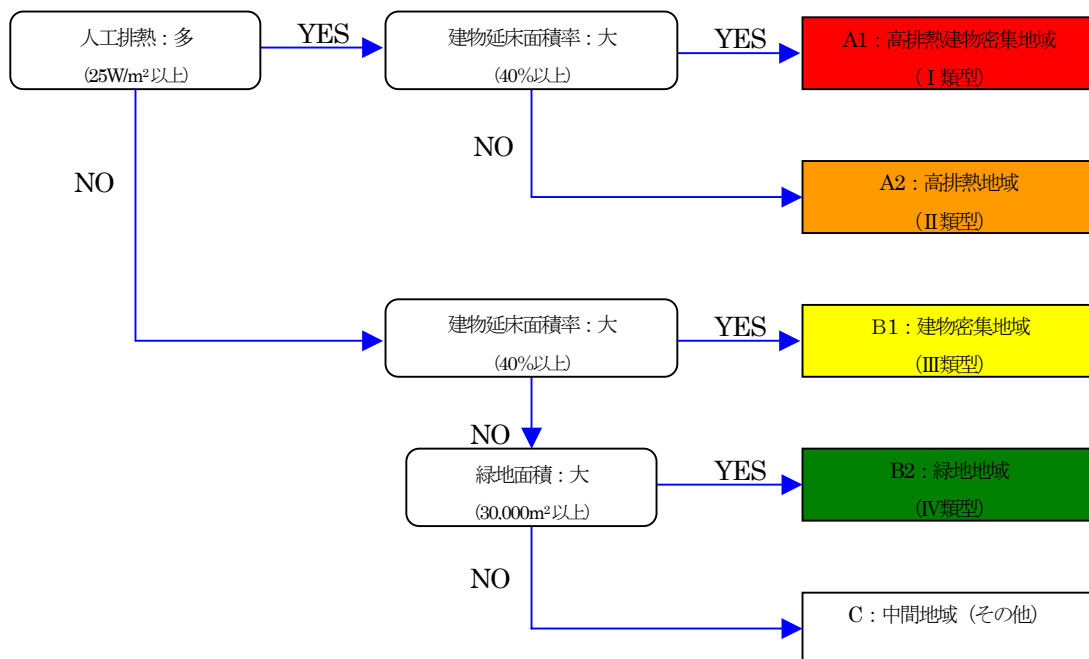 人工排熱：多
(25W/m²以上)
YES
建物延床面積率：大
(40%以上)
YES
A1：高排熱建物密集地域
(Ⅰ類型)
NO
NO
A2：高排熱地域
(Ⅱ類型)
建物延床面積率：大
(40%以上)
YES
B1：建物密集地域
(Ⅲ類型)
NO
緑地面積：大
(30,000m²以上)
YES
B2：緑地地域
(Ⅳ類型)
NO
C：中間地域（その他）